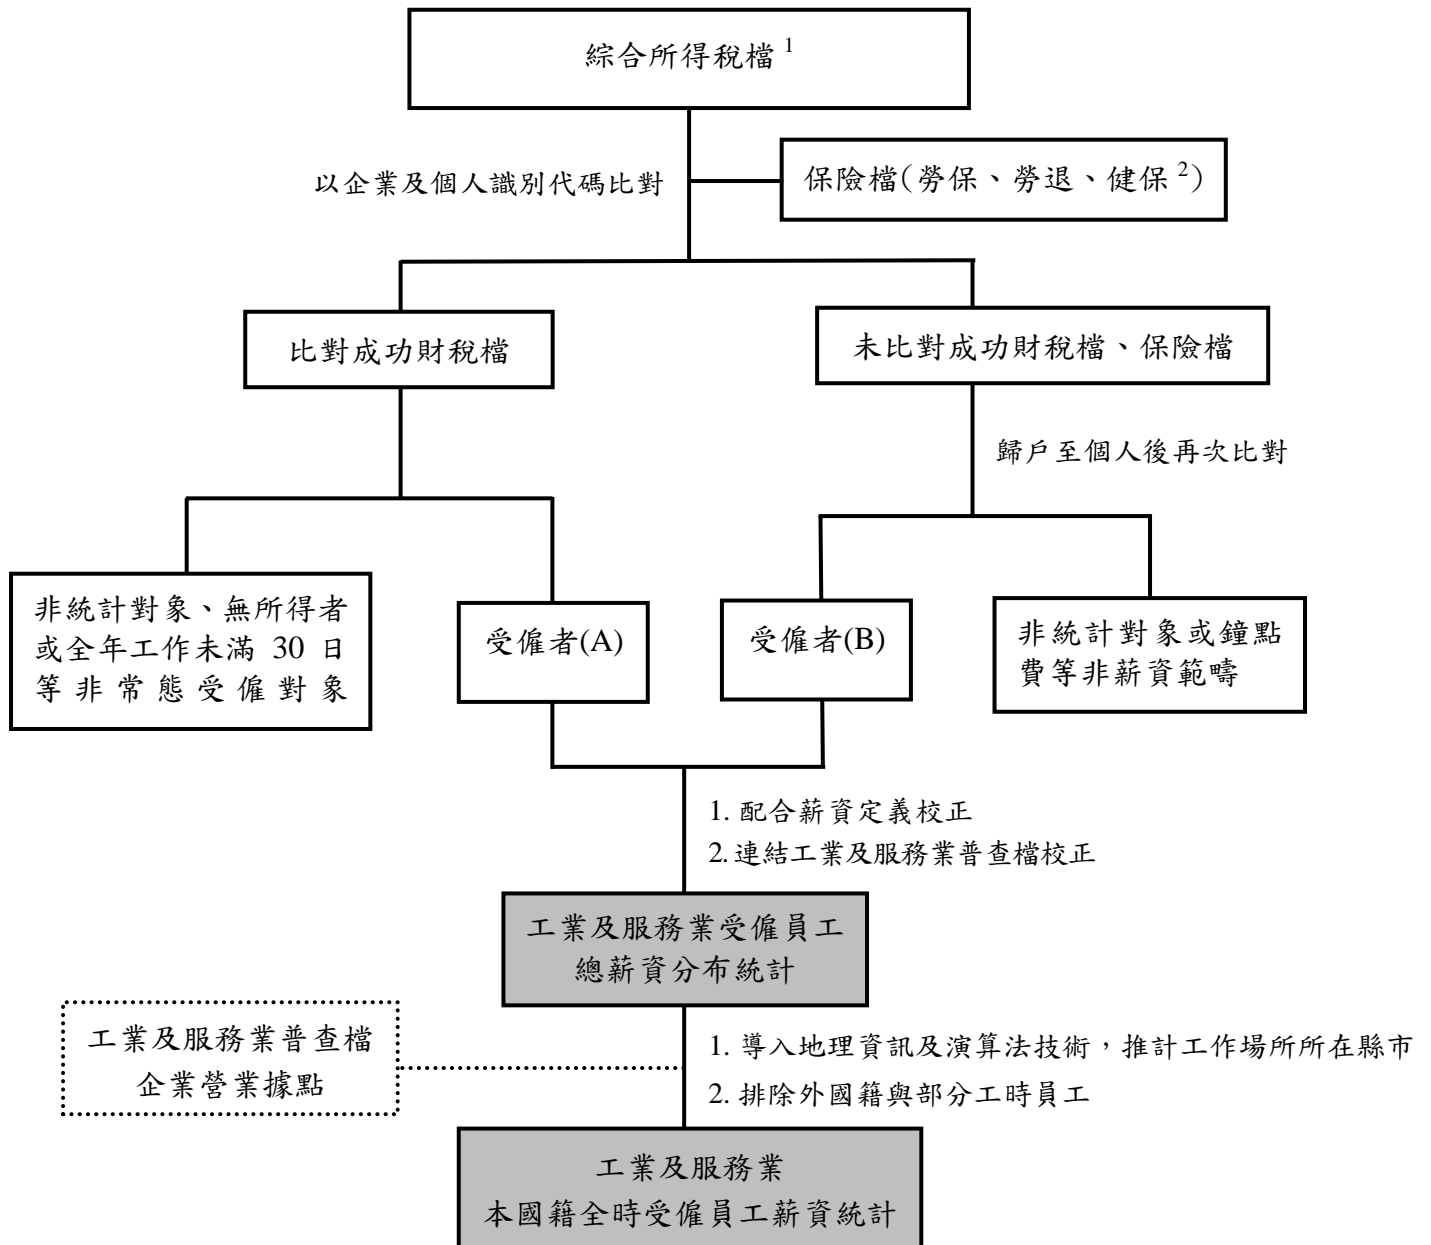 綜合所得稅檔 1
以企業及個人識別代碼比對
保險檔(勞保、勞退、健保 2)
比對成功財稅檔
未比對成功財稅檔、保險檔
歸戶至個人後再次比對
非統計對象、無所得者
或全年工作未滿 30 日
等非常態受僱對象
受僱者(A)
受僱者(B)
非統計對象或鐘點
費等非薪資範疇
1. 配合薪資定義校正
2. 連結工業及服務業普查檔校正
工業及服務業受僱員工
總薪資分布統計
工業及服務業普查檔
企業營業據點
1. 導入地理資訊及演算法技術，推計工作場所所在縣市
2. 排除外國籍與部分工時員工
工業及服務業
本國籍全時受僱員工薪資統計